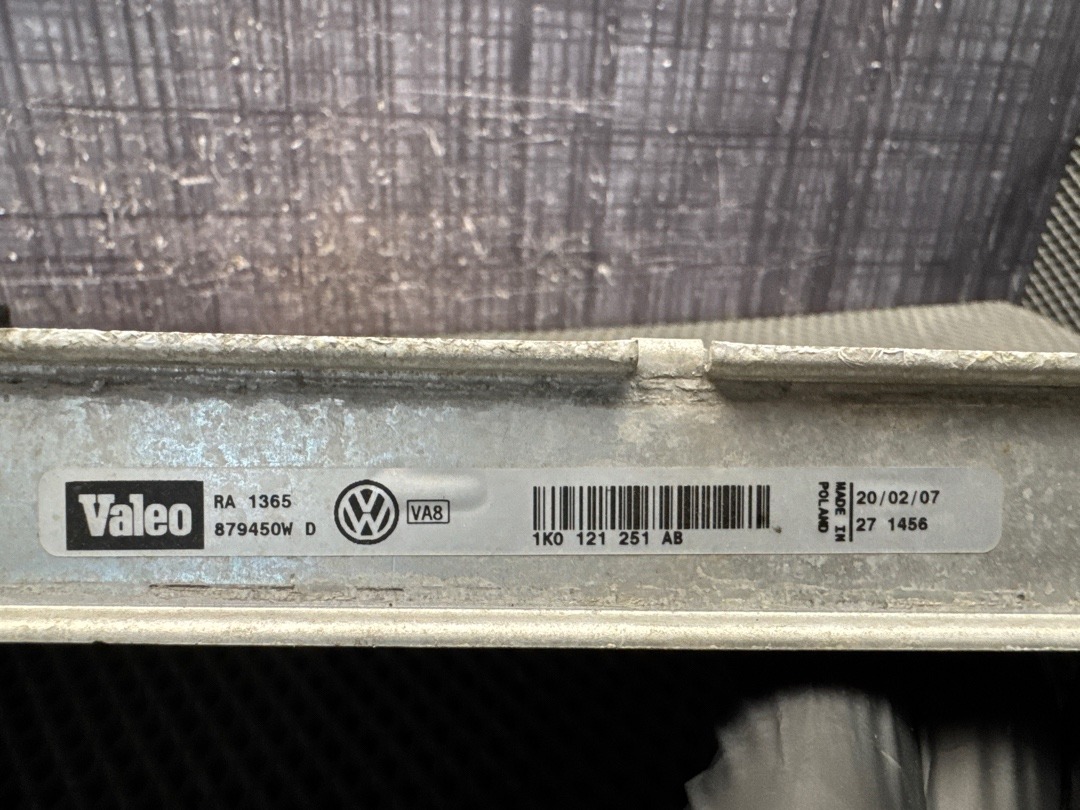 Valeo
RA 1365
879450W D
VA8
1K0 121 251 AB
MADE IN
POLAND
20/02/07
27 1456